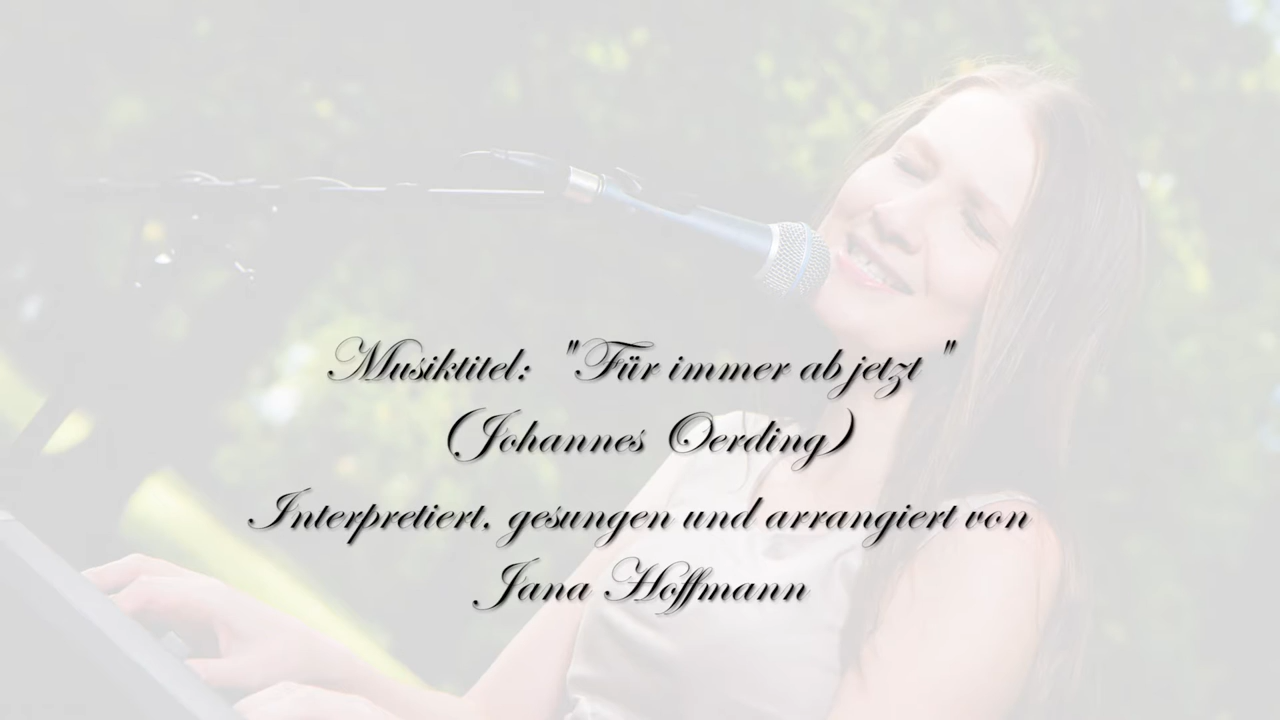 Musiktitel: "Für immer ab jetzt "
(Johannes Oerding)
Interpretiert, gesungen und arrangiert von
Jana Hoffmann